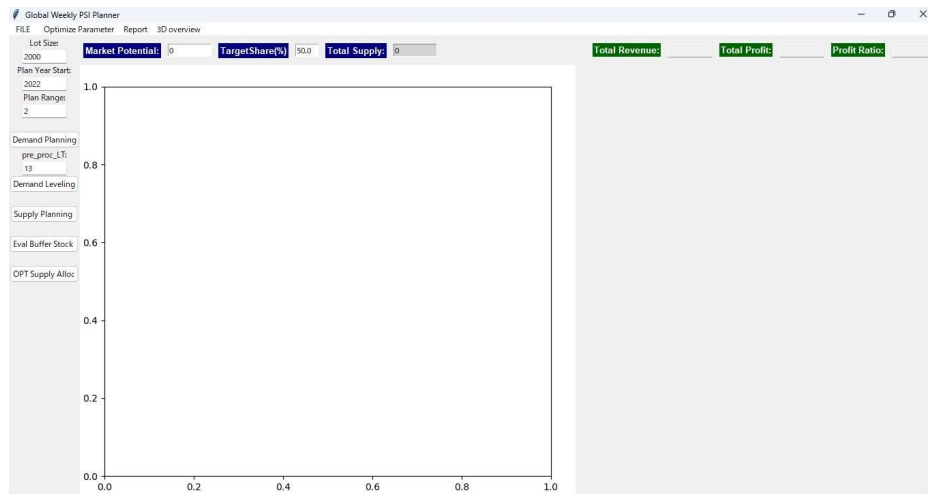 Global Weekly PSI Planner
FILE Optimize Parameter Report 3D overview
Lot Size:
2000
Plan Year Start:
2022
Plan Range:
2
Demand Planning
pre_proc_LT:
13
Demand Leveling
Supply Planning
Eval Buffer Stock
OPT Supply Alloc
Market Potential: 0 TargetShare(%) 50.0 Total Supply: 0
Total Revenue: Total Profit: Profit Ratio:
1.0
0.8
0.6
0.4
0.2
0.0
0.0 0.2 0.4 0.6 0.8 1.0